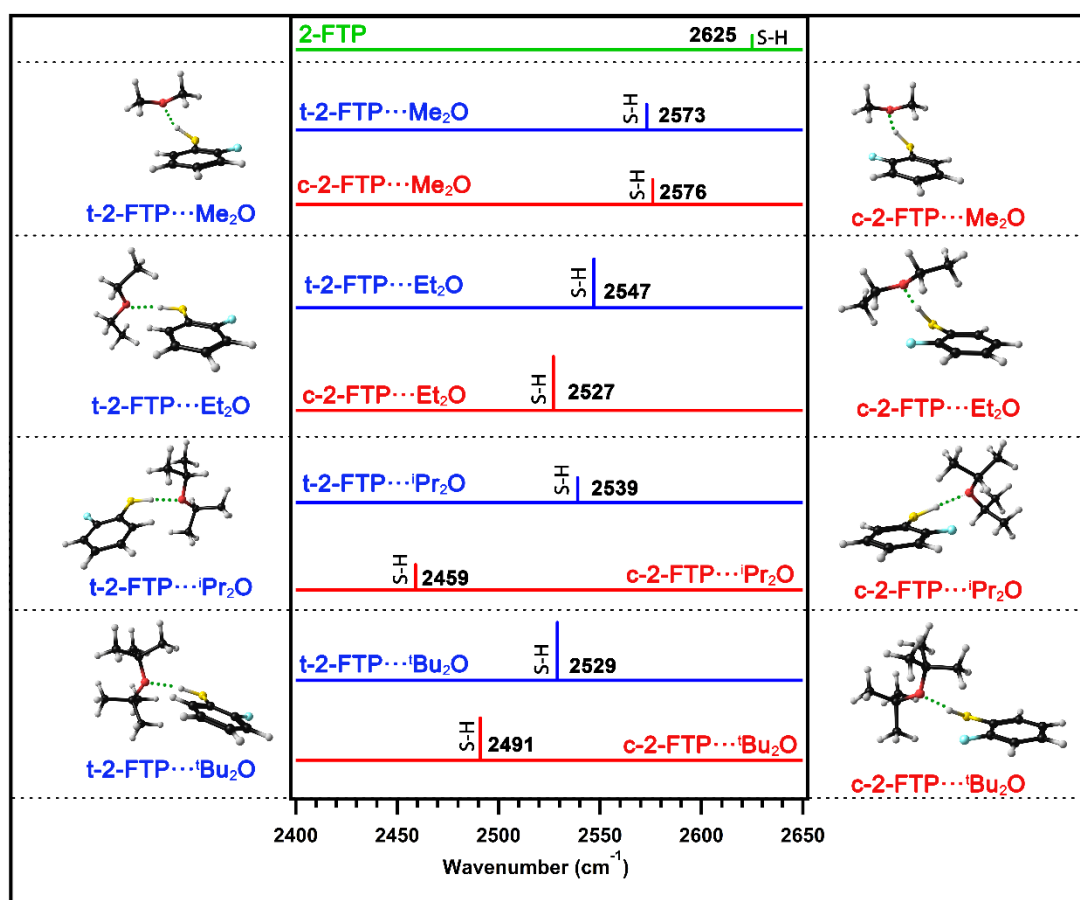 2-FTP
2625 S-H
t-2-FTP···Me₂O
S-H 2573
c-2-FTP···Me₂O
S-H 2576
t-2-FTP···Me₂O
c-2-FTP···Me₂O
t-2-FTP···Et₂O
S-H 2547
c-2-FTP···Et₂O
S-H 2527
t-2-FTP···Et₂O
c-2-FTP···Et₂O
t-2-FTP···ⁱPr₂O
S-H 2539
S-H 2459
c-2-FTP···ⁱPr₂O
t-2-FTP···ⁱPr₂O
c-2-FTP···ⁱPr₂O
t-2-FTP···ᵗBu₂O
S-H 2529
S-H 2491
c-2-FTP···ᵗBu₂O
t-2-FTP···ᵗBu₂O
c-2-FTP···ᵗBu₂O
2400 2450 2500 2550 2600 2650
Wavenumber (cm⁻¹)